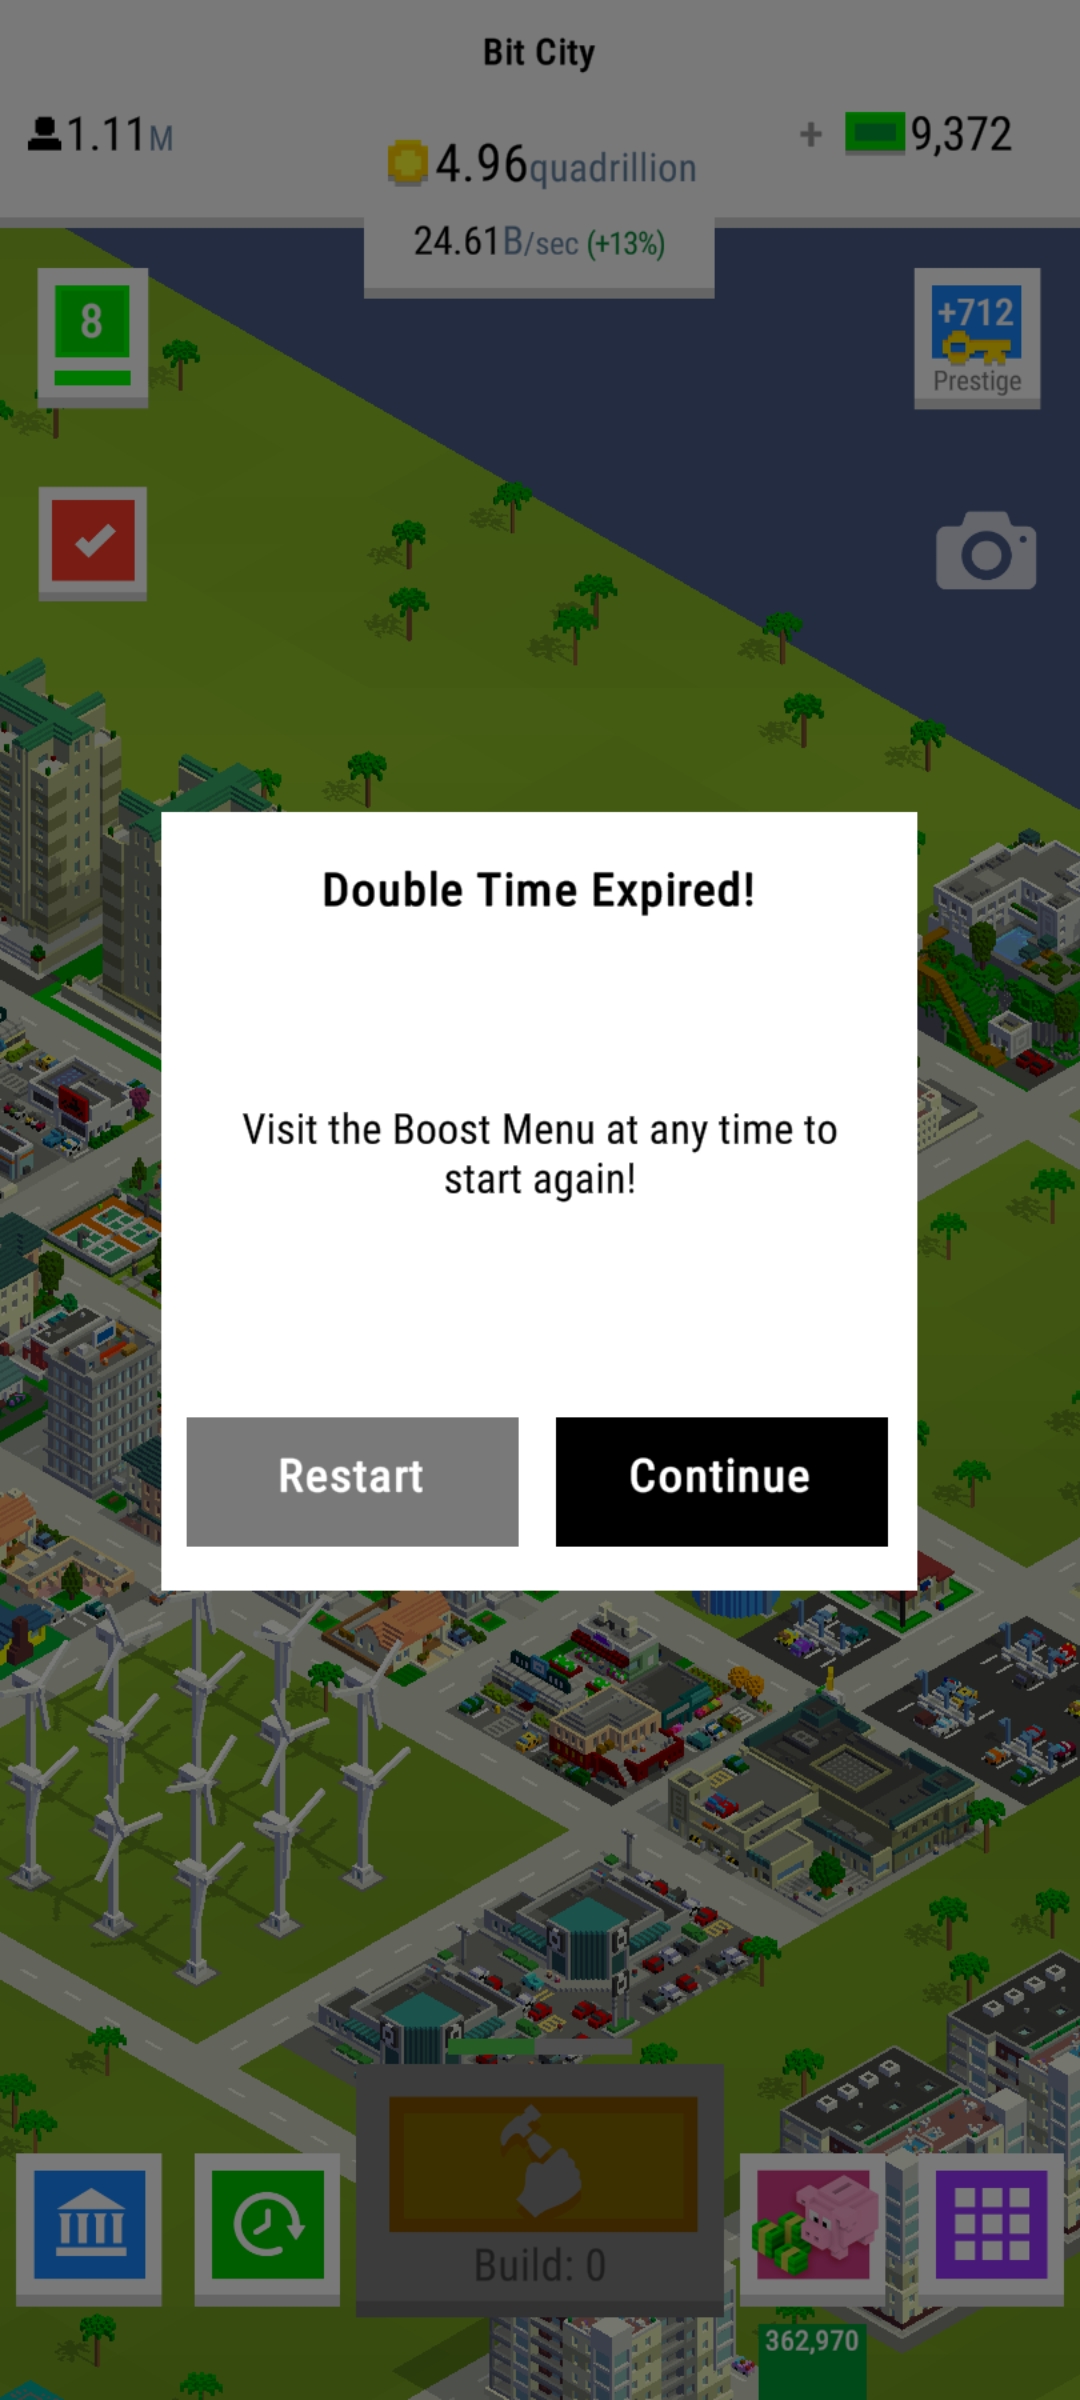 Bit City
1.11M
4.96quadrillion
+ 9,372
24.61B/sec (+13%)
8
+712
Prestige
Double Time Expired!
Visit the Boost Menu at any time to
start again!
Restart
Continue
Build: 0
362,970